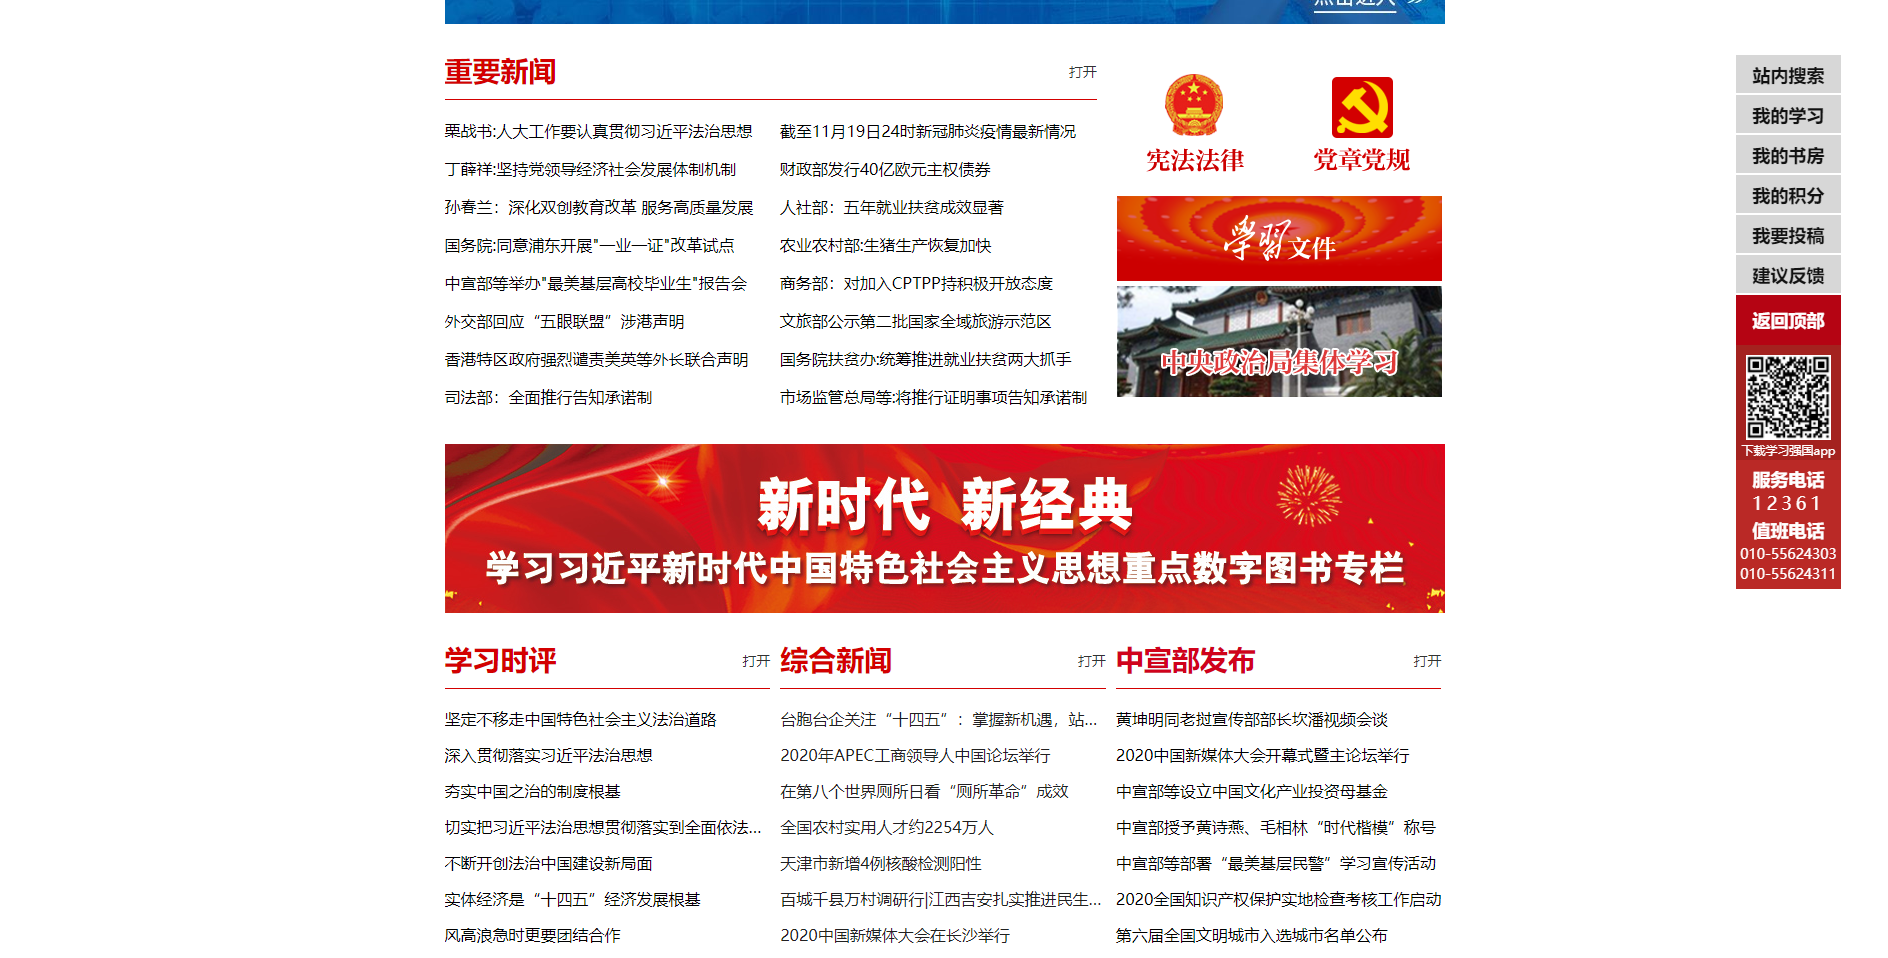 点击进入 >>
重要新闻
打开
栗战书:人大工作要认真贯彻习近平法治思想
丁薛祥:坚持党领导经济社会发展体制机制
孙春兰：深化双创教育改革 服务高质量发展
国务院:同意浦东开展"一业一证"改革试点
中宣部等举办"最美基层高校毕业生"报告会
外交部回应“五眼联盟”涉港声明
香港特区政府强烈谴责美英等外长联合声明
司法部：全面推行告知承诺制
截至11月19日24时新冠肺炎疫情最新情况
财政部发行40亿欧元主权债券
人社部：五年就业扶贫成效显著
农业农村部:生猪生产恢复加快
商务部：对加入CPTPP持积极开放态度
文旅部公示第二批国家全域旅游示范区
国务院扶贫办:统筹推进就业扶贫两大抓手
市场监管总局等:将推行证明事项告知承诺制
宪法法律
党章党规
學習文件
中央政治局集体学习
新时代 新经典
学习习近平新时代中国特色社会主义思想重点数字图书专栏
学习时评
打开
坚定不移走中国特色社会主义法治道路
深入贯彻落实习近平法治思想
夯实中国之治的制度根基
切实把习近平法治思想贯彻落实到全面依法...
不断开创法治中国建设新局面
实体经济是“十四五”经济发展根基
风高浪急时更要团结合作
综合新闻
打开
台胞台企关注“十四五”：掌握新机遇，站...
2020年APEC工商领导人中国论坛举行
在第八个世界厕所日看“厕所革命”成效
全国农村实用人才约2254万人
天津市新增4例核酸检测阳性
百城千县万村调研行|江西吉安扎实推进民生...
2020中国新媒体大会在长沙举行
中宣部发布
打开
黄坤明同老挝宣传部部长坎潘视频会谈
2020中国新媒体大会开幕式暨主论坛举行
中宣部等设立中国文化产业投资母基金
中宣部授予黄诗燕、毛相林“时代楷模”称号
中宣部等部署“最美基层民警”学习宣传活动
2020全国知识产权保护实地检查考核工作启动
第六届全国文明城市入选城市名单公布
站内搜索
我的学习
我的书房
我的积分
我要投稿
建议反馈
返回顶部
下载学习强国app
服务电话
12361
值班电话
010-55624303
010-55624311